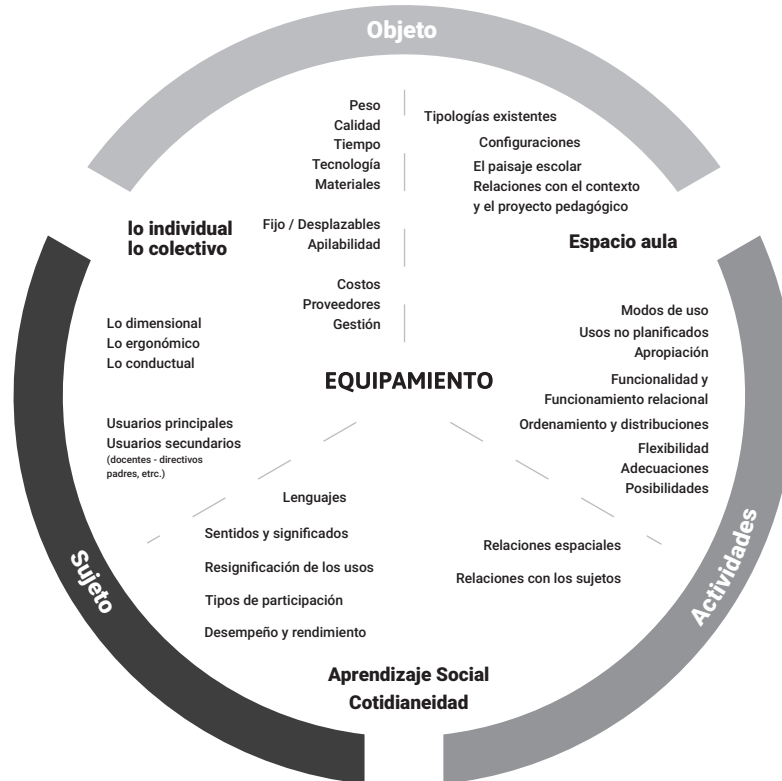 Objeto
Peso
Calidad
Tiempo
Tecnología
Materiales
Fijo / Desplazables
Apilabilidad
Costos
Proveedores
Gestión
Tipologías existentes
Configuraciones
El paisaje escolar
Relaciones con el contexto
y el proyecto pedagógico
lo individual
lo colectivo
Espacio aula
Lo dimensional
Lo ergonómico
Lo conductual
Usuarios principales
Usuarios secundarios
(docentes - directivos
padres, etrc.)
EQUIPAMIENTO
Modos de uso
Usos no planificados
Apropiación
Funcionalidad y
Funcionamiento relacional
Ordenamiento y distribuciones
Flexibilidad
Adecuaciones
Posibilidades
Lenguajes
Sentidos y significados
Resignificación de los usos
Tipos de participación
Desempeño y rendimiento
Relaciones espaciales
Relaciones con los sujetos
Sujeto
Actividades
Aprendizaje Social
Cotidianeidad